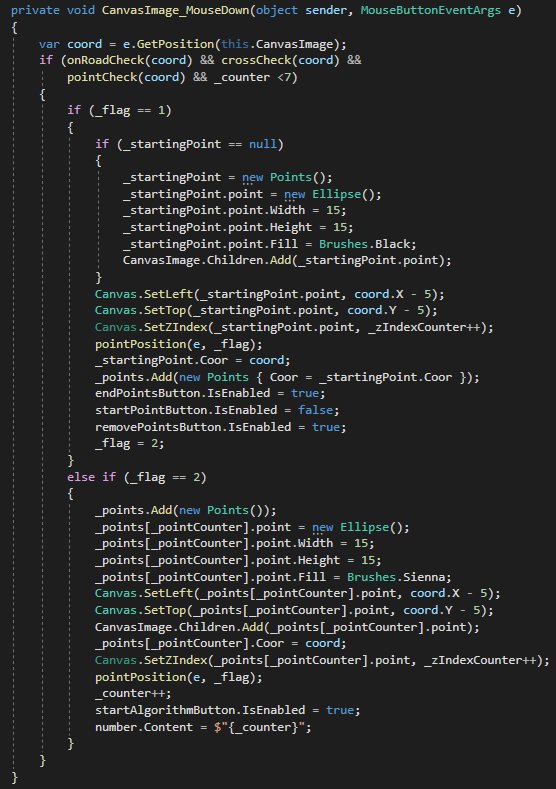 private void CanvasImage_MouseDown(object sender, MouseButtonEventArgs e)
{
    var coord = e.GetPosition(this.CanvasImage);
    if (onRoadCheck(coord) && crossCheck(coord) &&
        pointCheck(coord) && _counter <7)
    {
        if (_flag == 1)
        {
            if (_startingPoint == null)
            {
                _startingPoint = new Points();
                _startingPoint.point = new Ellipse();
                _startingPoint.point.Width = 15;
                _startingPoint.point.Height = 15;
                _startingPoint.point.Fill = Brushes.Black;
                CanvasImage.Children.Add(_startingPoint.point);
            }
            Canvas.SetLeft(_startingPoint.point, coord.X - 5);
            Canvas.SetTop(_startingPoint.point, coord.Y - 5);
            Canvas.SetZIndex(_startingPoint.point, _zIndexCounter++);
            pointPosition(e, _flag);
            _startingPoint.Coor = coord;
            _points.Add(new Points { Coor = _startingPoint.Coor });
            endPointsButton.IsEnabled = true;
            startPointButton.IsEnabled = false;
            removePointsButton.IsEnabled = true;
            _flag = 2;
        }
        else if (_flag == 2)
        {
            _points.Add(new Points());
            _points[_pointCounter].point = new Ellipse();
            _points[_pointCounter].point.Width = 15;
            _points[_pointCounter].point.Height = 15;
            _points[_pointCounter].point.Fill = Brushes.Sienna;
            Canvas.SetLeft(_points[_pointCounter].point, coord.X - 5);
            Canvas.SetTop(_points[_pointCounter].point, coord.Y - 5);
            CanvasImage.Children.Add(_points[_pointCounter].point);
            _points[_pointCounter].Coor = coord;
            Canvas.SetZIndex(_points[_pointCounter].point, _zIndexCounter++);
            pointPosition(e, _flag);
            _counter++;
            startAlgorithmButton.IsEnabled = true;
            number.Content = $"{_counter}";
        }
    }
}